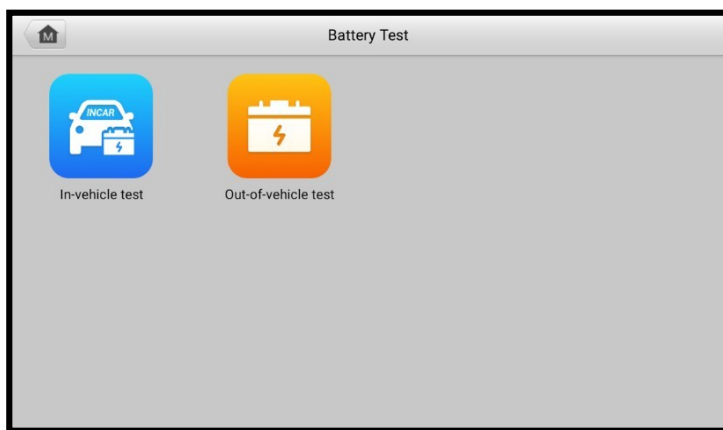 M
Battery Test
INCAR
In-vehicle test
Out-of-vehicle test